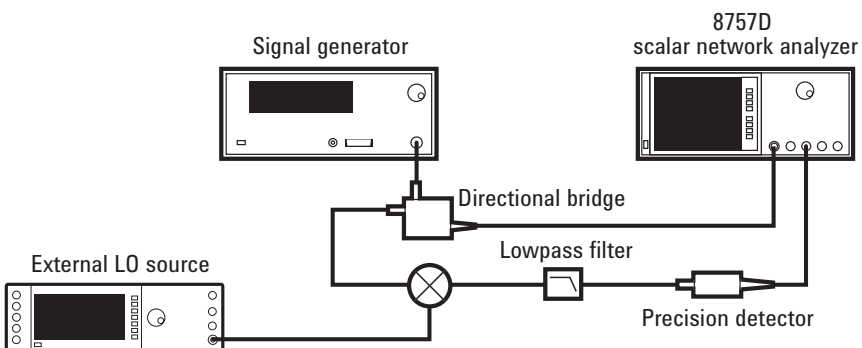 8757D
scalar network analyzer
Signal generator
Directional bridge
Lowpass filter
External LO source
Precision detector